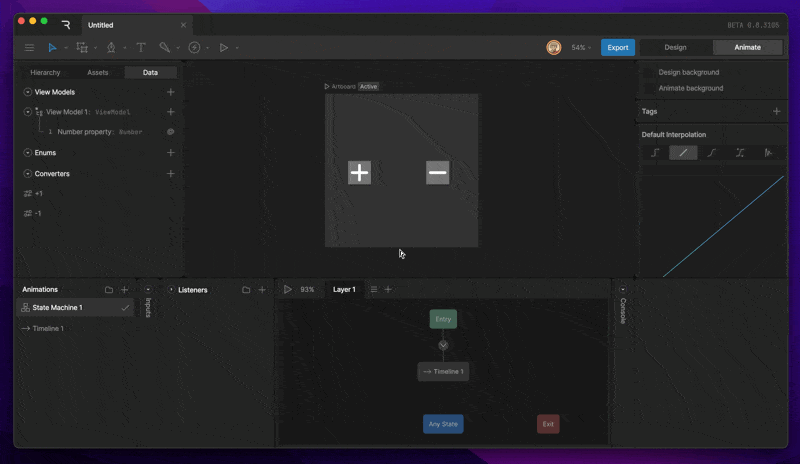 Untitled
BETA 0.8.3105
54%
Export
Design
Animate
Hierarchy
Assets
Data
View Models
View Model 1: ViewModel
1 Number property: Number
Enums
Converters
+1
-1
Artboard
Active
Design background
Animate background
Tags
Default Interpolation
Animations
State Machine 1
Timeline 1
Inputs
Listeners
93%
Layer 1
Entry
Timeline 1
Any State
Exit
Console